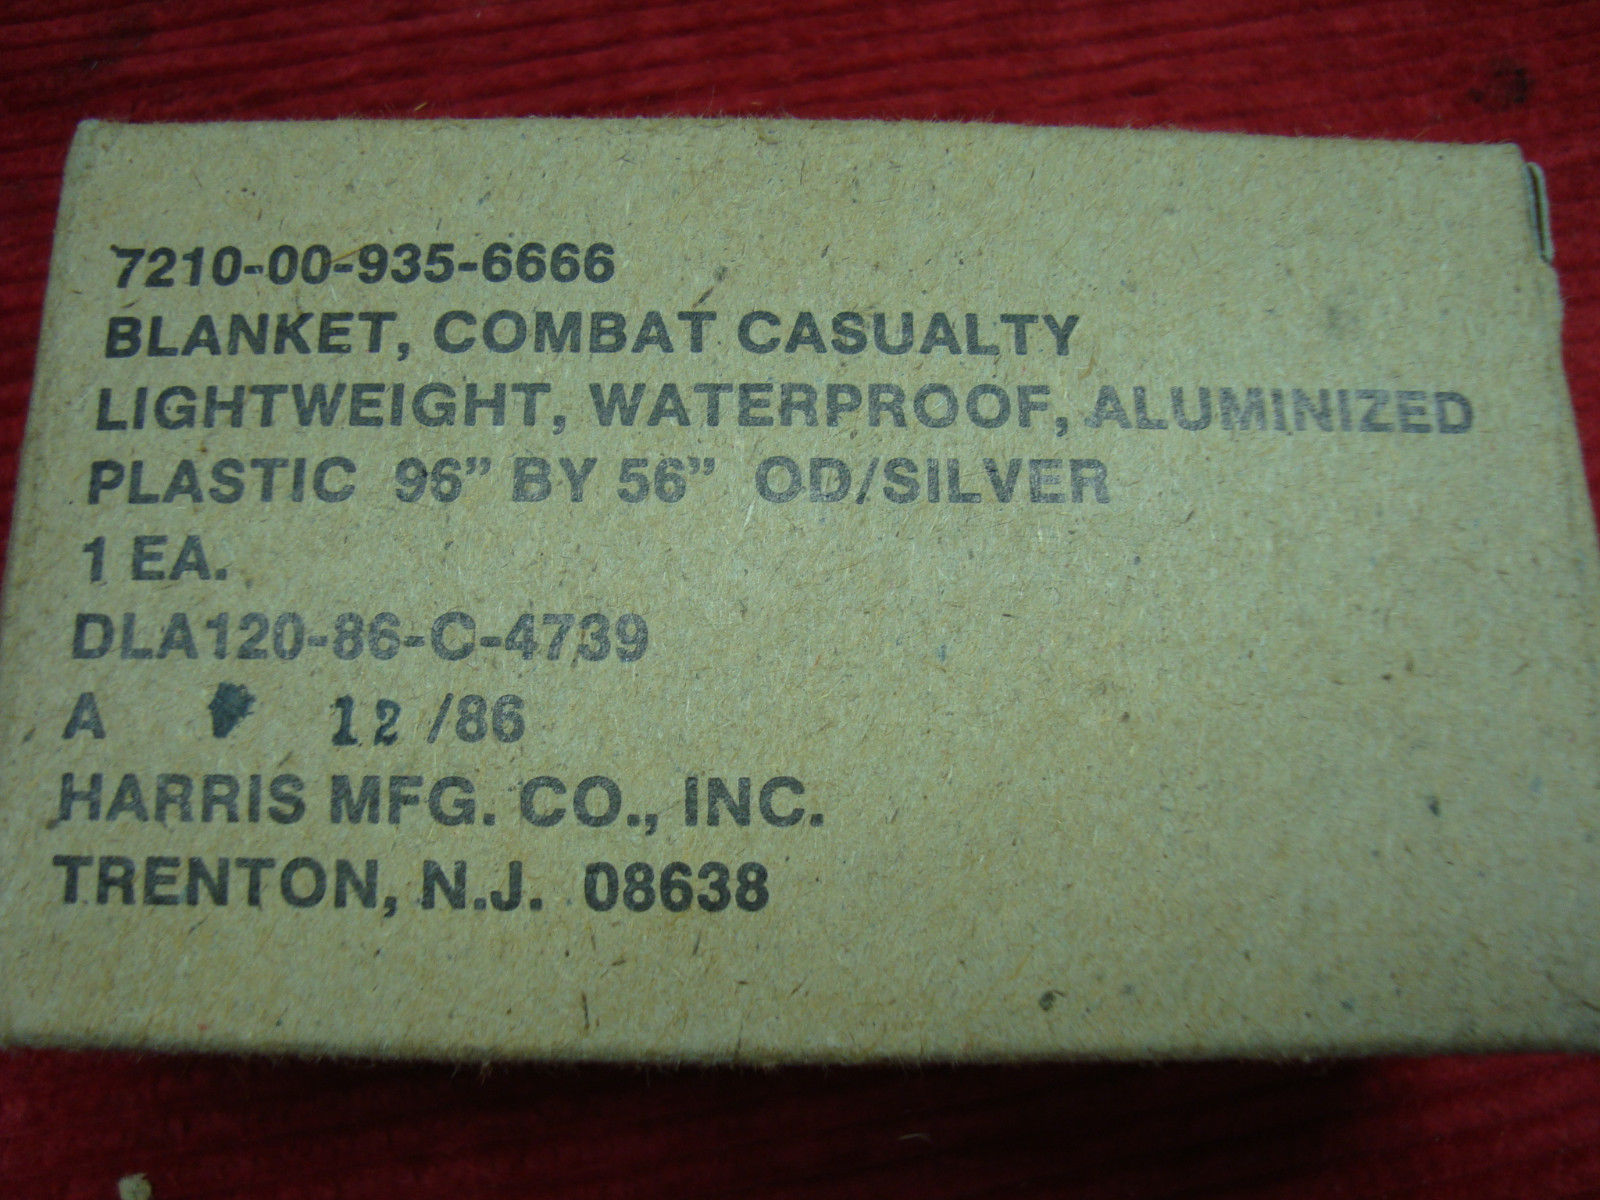 7210-00-935-6666
BLANKET, COMBAT CASUALTY
LIGHTWEIGHT, WATERPROOF, ALUMINIZED
PLASTIC 96” BY 56” OD/SILVER
1 EA.
DLA120-86-C-4739
A 12/86
HARRIS MFG. CO., INC.
TRENTON, N.J. 08638